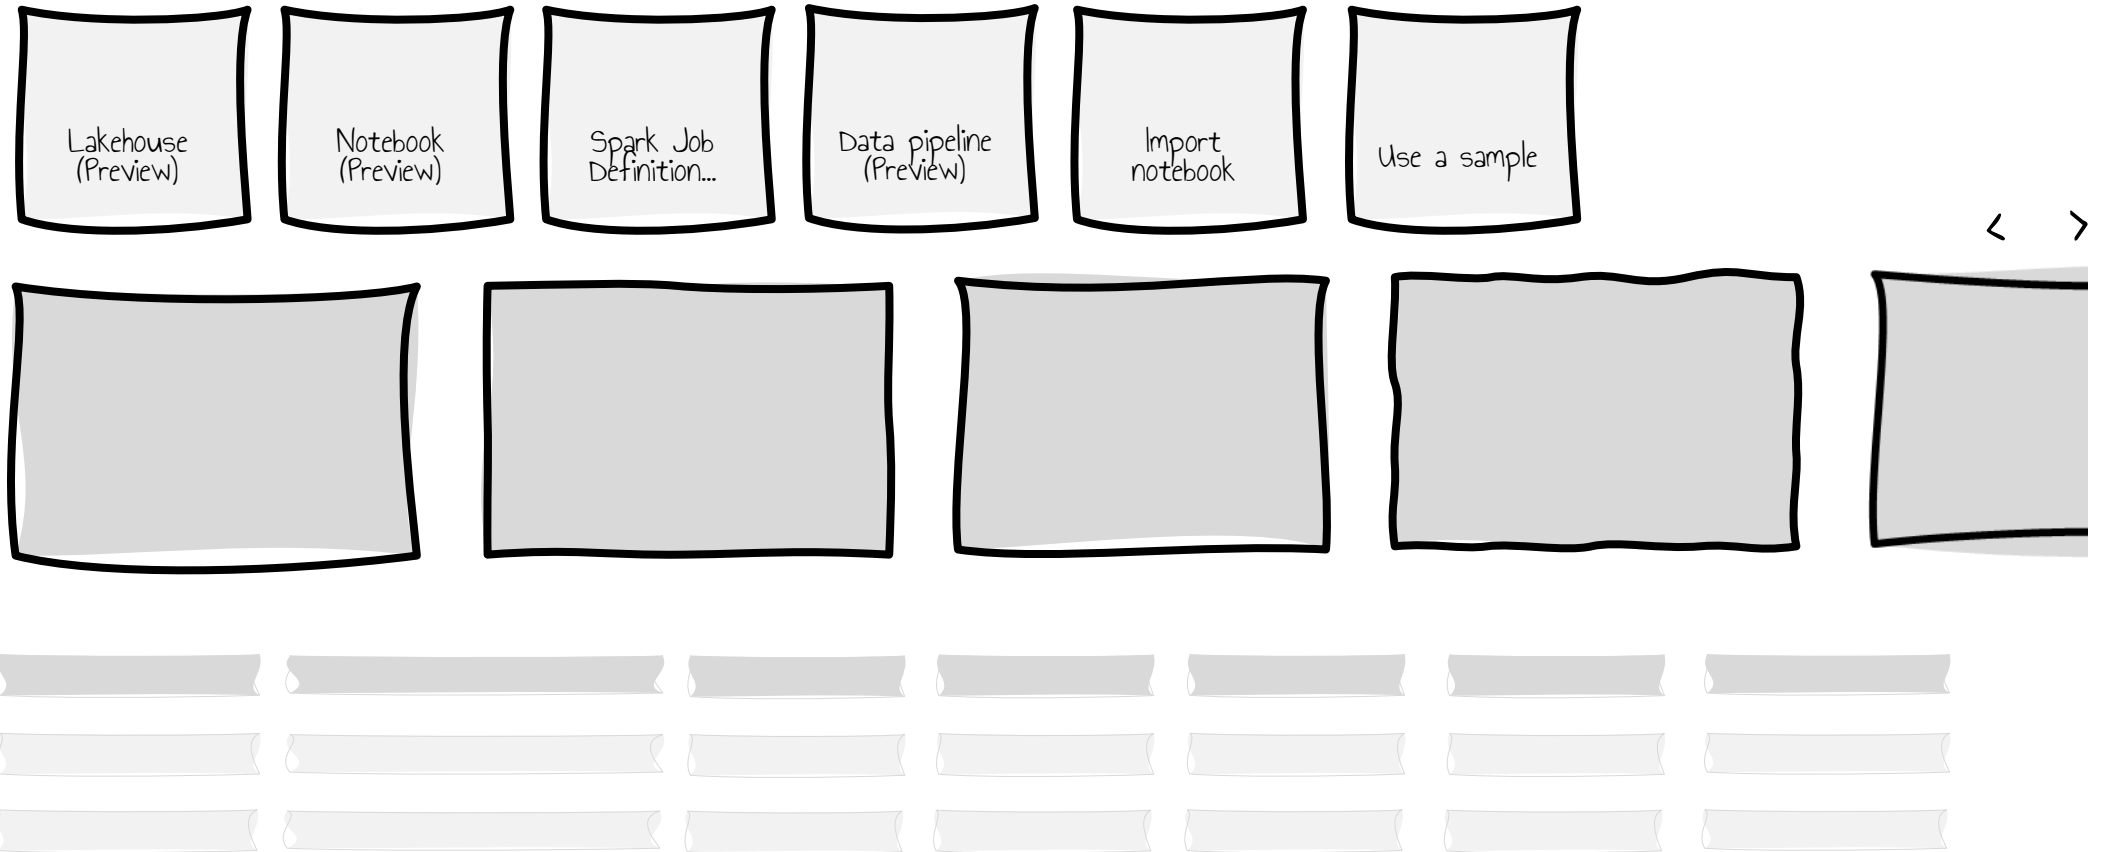 Lakehouse
(Preview)
Notebook
(Preview)
Spark Job
Definition...
Data pipeline
(Preview)
Import
notebook
Use a sample
< >